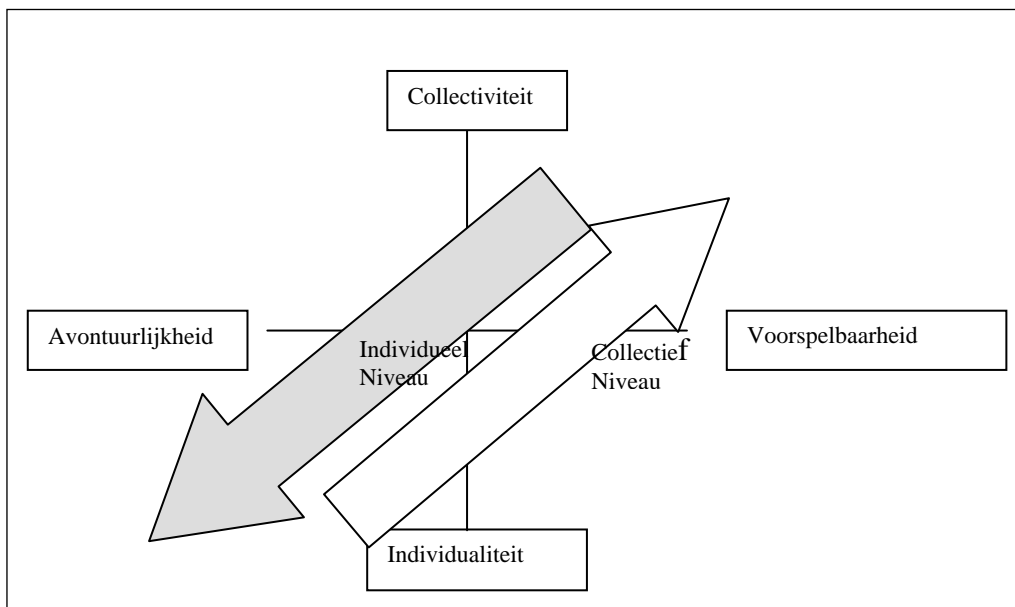 Collectiviteit
Avontuurlijkheid
Voorspelbaarheid
Individueel
Niveau
Collectief
Niveau
Individualiteit